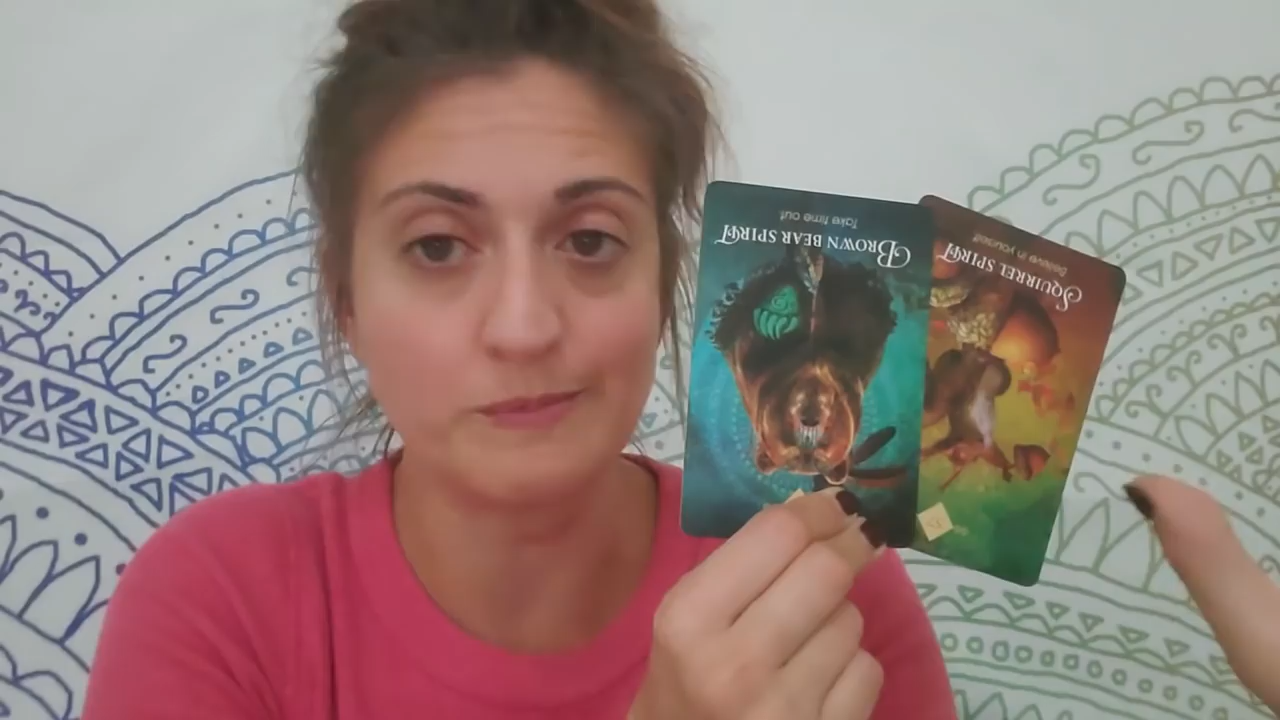 BROWN BEAR SPIRIT
Take time out
SQUIRREL SPIRIT
Believe in yourself